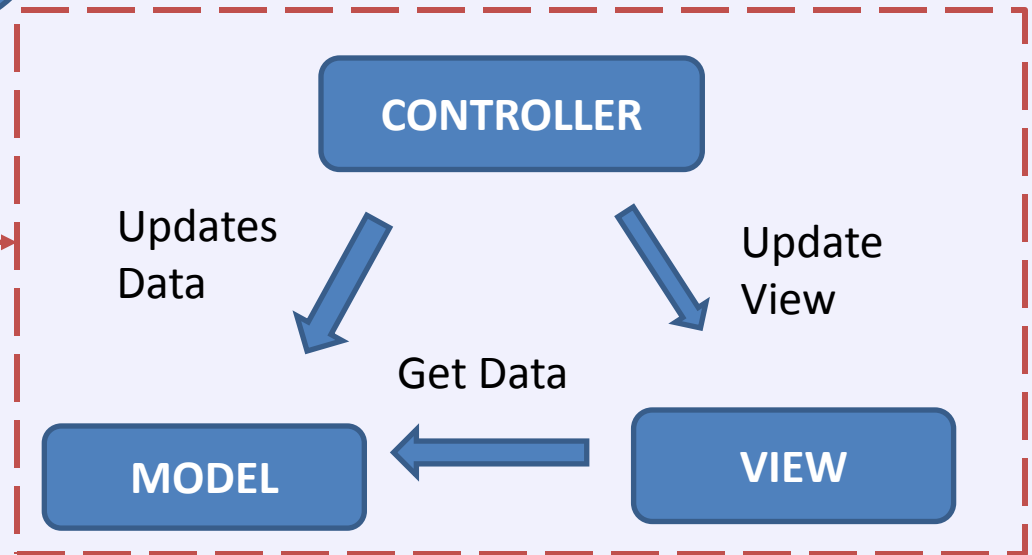 CONTROLLER
Updates
Data
Update
View
Get Data
MODEL
VIEW